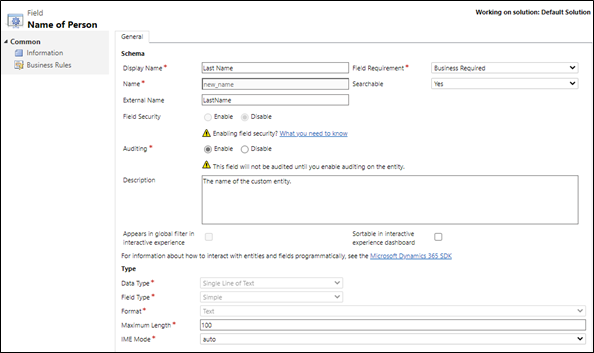 Field
Working on solution: Default Solution
Name of Person
Common
Information
Business Rules
General
Schema
Display Name* Last Name Field Requirement* Business Required
Name* new_name Searchable Yes
External Name LastName
Field Security Enable Disable
Enabling field security? What you need to know
Auditing* Enable Disable
This field will not be audited until you enable auditing on the entity.
Description The name of the custom entity.
Appears in global filter in Sortable in interactive
interactive experience experience dashboard
For information about how to interact with entities and fields programmatically, see the Microsoft Dynamics 365 SDK
Type
Data Type* Single Line of Text
Field Type* Simple
Format* Text
Maximum Length* 100
IME Mode* auto